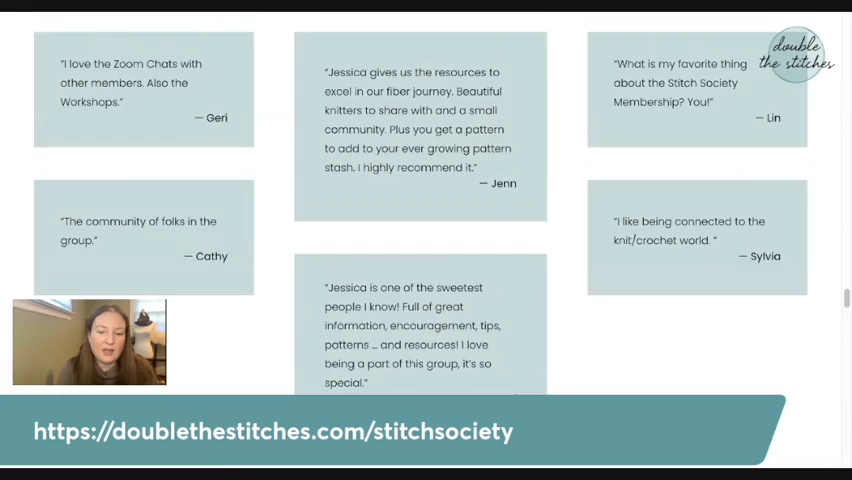 "I love the Zoom Chats with
other members. Also the
Workshops."
— Geri
"Jessica gives us the resources to
excel in our fiber journey. Beautiful
knitters to share with and a small
community. Plus you get a pattern
to add to your ever growing pattern
stash. I highly recommend it."
— Jenn
"What is my favorite thing
about the Stitch Society
Membership? You!"
— Lin
double
the stitches
"The community of folks in the
group."
— Cathy
"I like being connected to the
knit/crochet world. "
— Sylvia
"Jessica is one of the sweetest
people I know! Full of great
information, encouragement, tips,
patterns ... and resources! I love
being a part of this group, it's so
special."
https://doublethestitches.com/stitchsociety